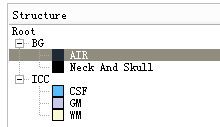 Structure
Root
BG
AIR
Neck And Skull
ICC
CSF
GM
WM